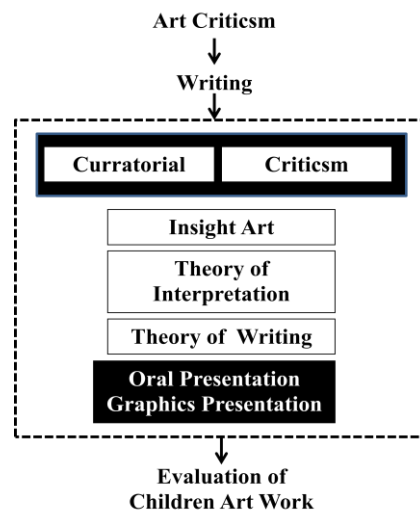 Art Criticsm
Writing
Curratorial
Criticsm
Insight Art
Theory of
Interpretation
Theory of Writing
Oral Presentation
Graphics Presentation
Evaluation of
Children Art Work